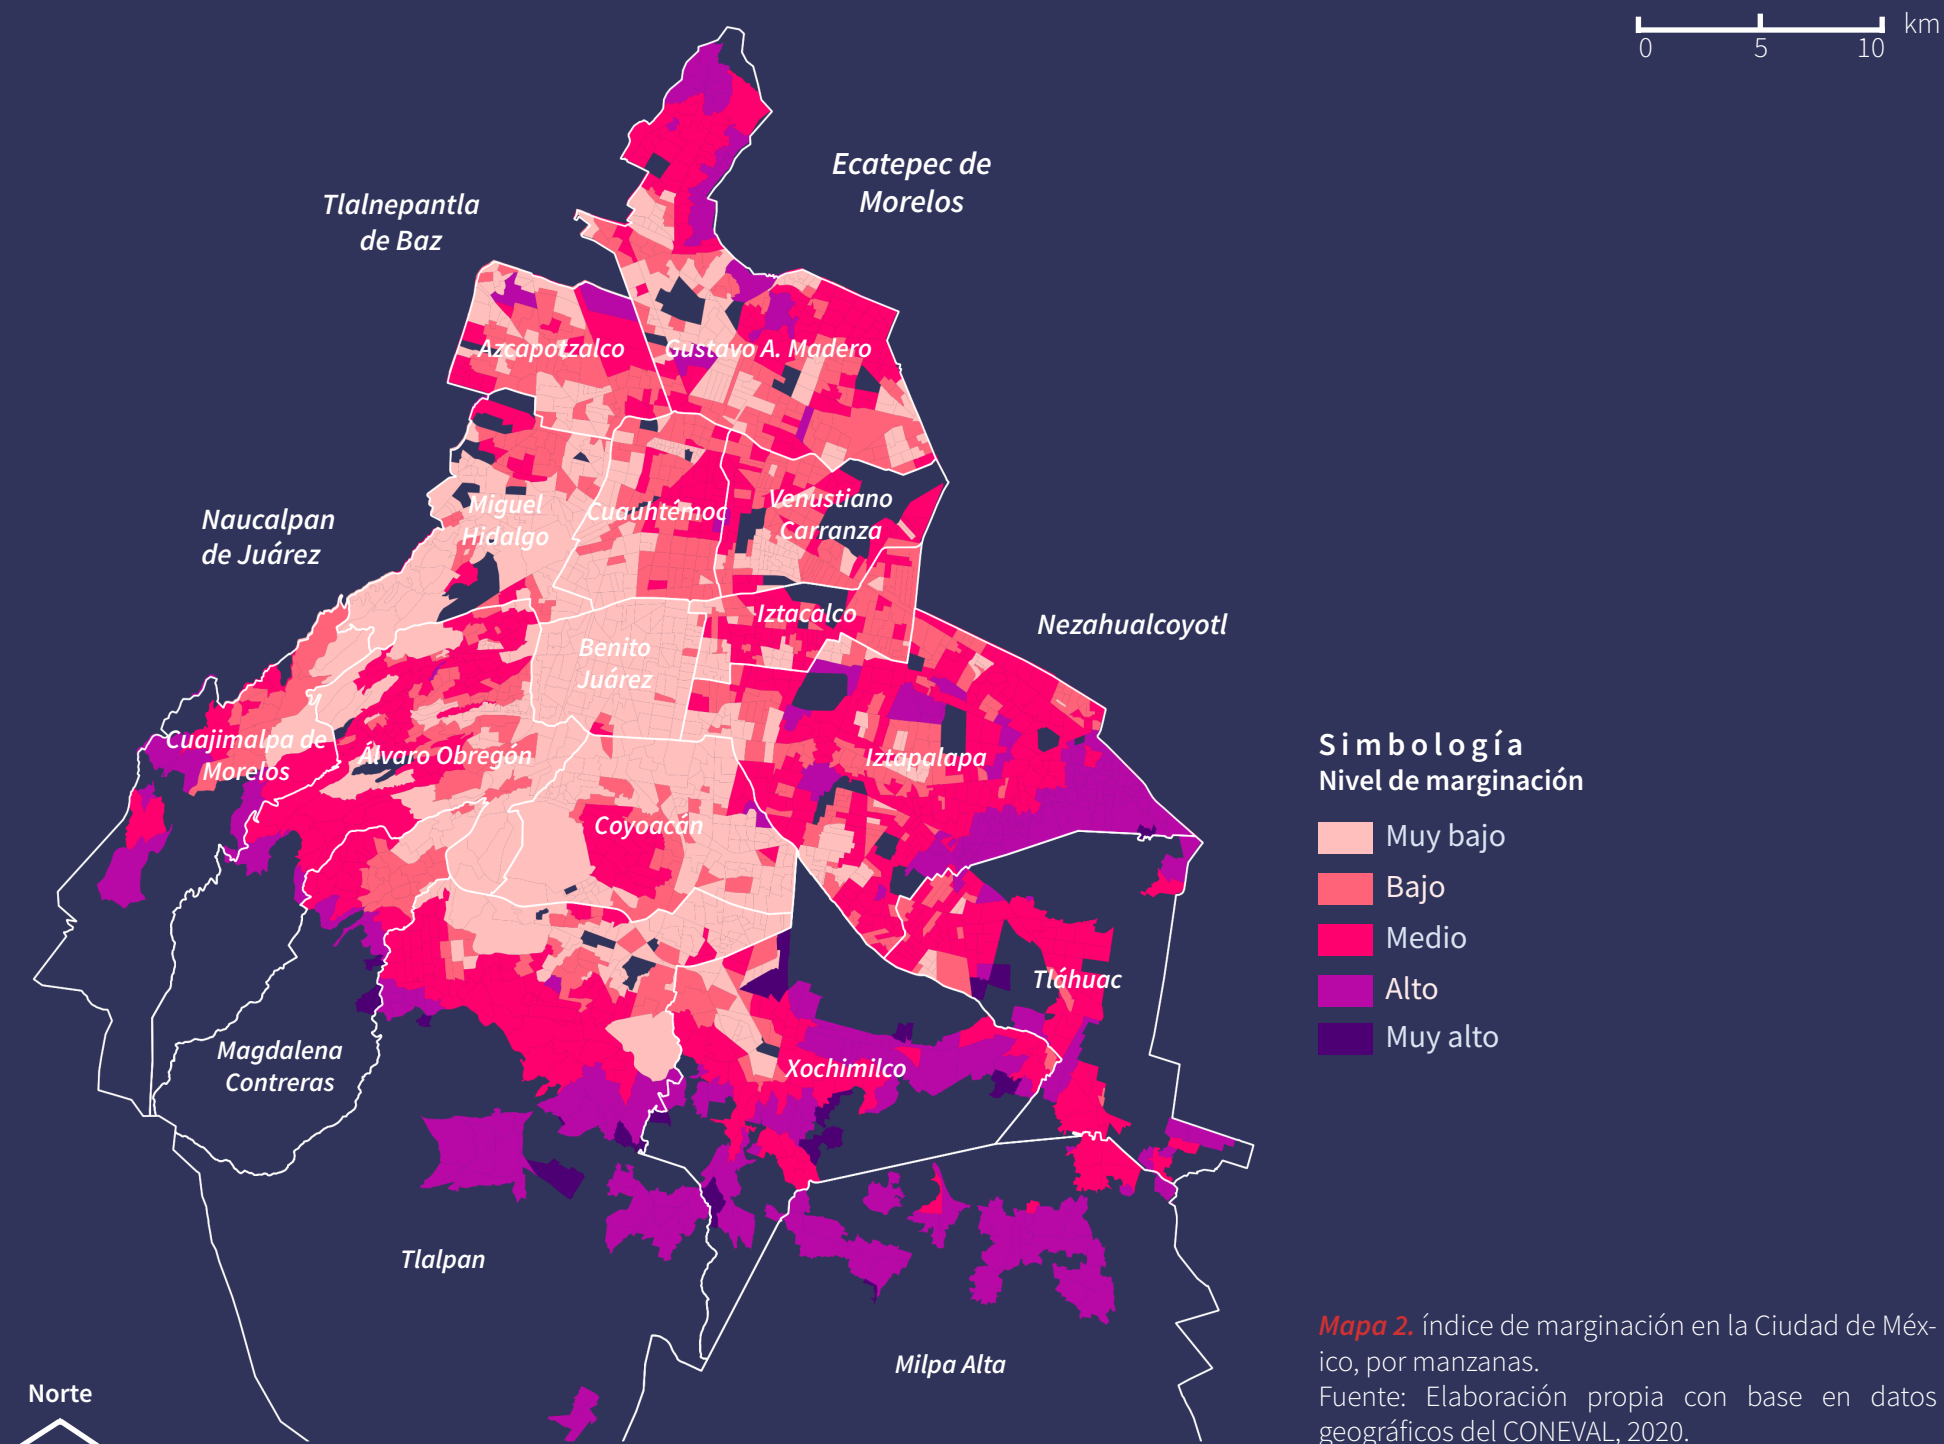 0 5 10 km
Ecatepec de
Morelos
Tlalnepantla
de Baz
Azcapotzalco
Gustavo A. Madero
Naucalpan
de Juárez
Miguel
Hidalgo
Cuauhtémoc
Venustiano
Carranza
Iztacalco
Nezahualcoyotl
Benito
Juárez
Cuajimalpa de
Morelos
Álvaro Obregón
Iztapalapa
Coyoacán
Tláhuac
Magdalena
Contreras
Xochimilco
Tlalpan
Milpa Alta
Norte
Simbología
Nivel de marginación
Muy bajo
Bajo
Medio
Alto
Muy alto
Mapa 2. índice de marginación en la Ciudad de Méx-
ico, por manzanas.
Fuente: Elaboración propia con base en datos
geográficos del CONEVAL, 2020.